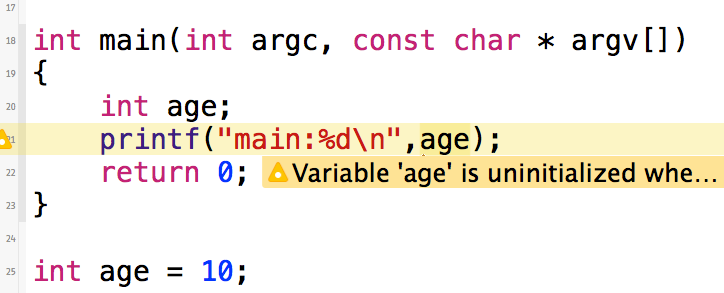 17
18 int main(int argc, const char * argv[])
19 {
20 int age;
21 printf("main:%d\n",age);
22 return 0; Variable 'age' is uninitialized whe...
23 }
24
25 int age = 10;